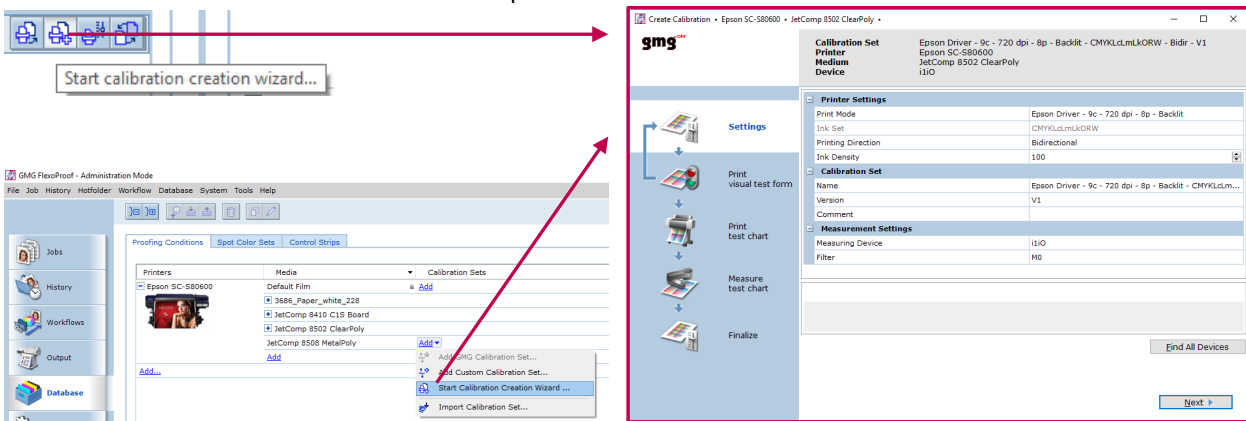 Start calibration creation wizard...
GMG FlexoProof - Administration Mode
File Job History Hotfolder Workflow Database System Tools Help
Jobs
History
Workflows
Output
Database
Proofing Conditions Spot Color Sets Control Strips
Printers Media Calibration Sets
Epson SC-S80600 Default Film Add
3686_Paper_white_228
JetComp 8410 C1S Board
JetComp 8502 ClearPoly
JetComp 8508 MetalPoly Add
Add
Add...
Add GMG Calibration Set...
Add Custom Calibration Set...
Start Calibration Creation Wizard ...
Import Calibration Set...
Create Calibration • Epson SC-S80600 • JetComp 8502 ClearPoly •
gmg color
Calibration Set Epson Driver - 9c - 720 dpi - 8p - Backlit - CMYKLcLmLkORW - Bidir - V1
Printer Epson SC-S80600
Medium JetComp 8502 ClearPoly
Device i1iO
Settings
Print
visual test form
Print
test chart
Measure
test chart
Finalize
Printer Settings
Print Mode Epson Driver - 9c - 720 dpi - 8p - Backlit
Ink Set CMYKLcLmLkORW
Printing Direction Bidirectional
Ink Density 100
Calibration Set
Name Epson Driver - 9c - 720 dpi - 8p - Backlit - CMYKLcLm...
Version V1
Comment
Measurement Settings
Measuring Device i1iO
Filter M0
Find All Devices
Next